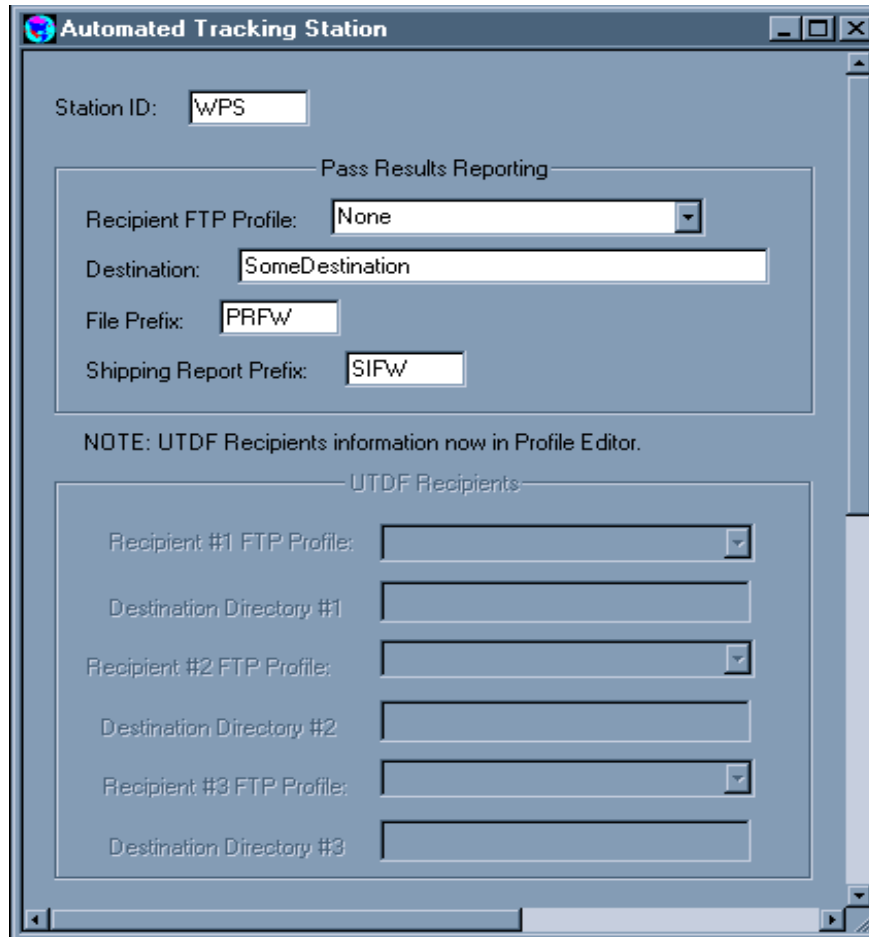 Automated Tracking Station
Station ID: WPS
Pass Results Reporting
Recipient FTP Profile: None
Destination: SomeDestination
File Prefix: PRFW
Shipping Report Prefix: SIFW
NOTE: UTDF Recipients information now in Profile Editor.
UTDF Recipients
Recipient #1 FTP Profile:
Destination Directory #1
Recipient #2 FTP Profile:
Destination Directory #2
Recipient #3 FTP Profile:
Destination Directory #3